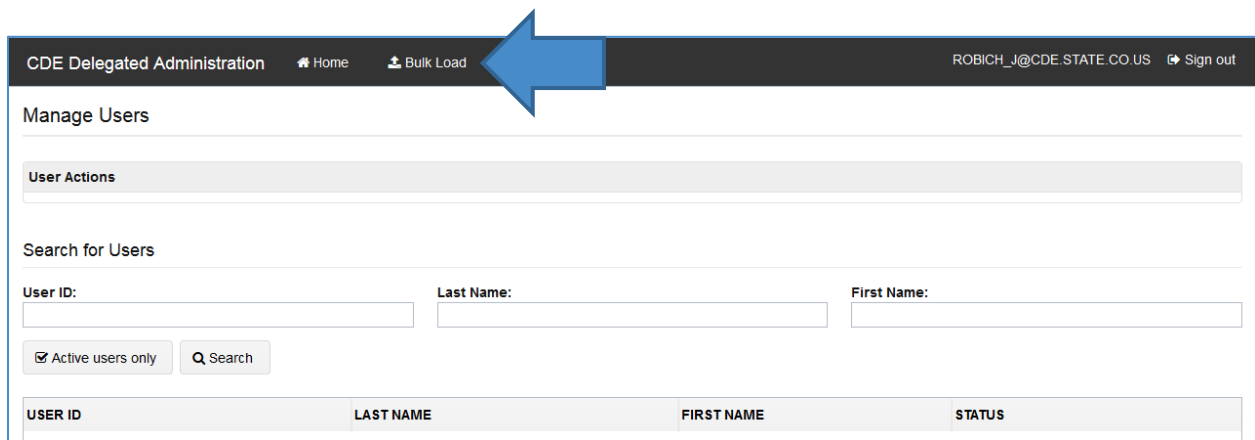 CDE Delegated Administration Home Bulk Load ROBICH_J@CDE.STATE.CO.US Sign out
Manage Users
User Actions
Search for Users
User ID: Last Name: First Name:
Active users only Search
USER ID LAST NAME FIRST NAME STATUS